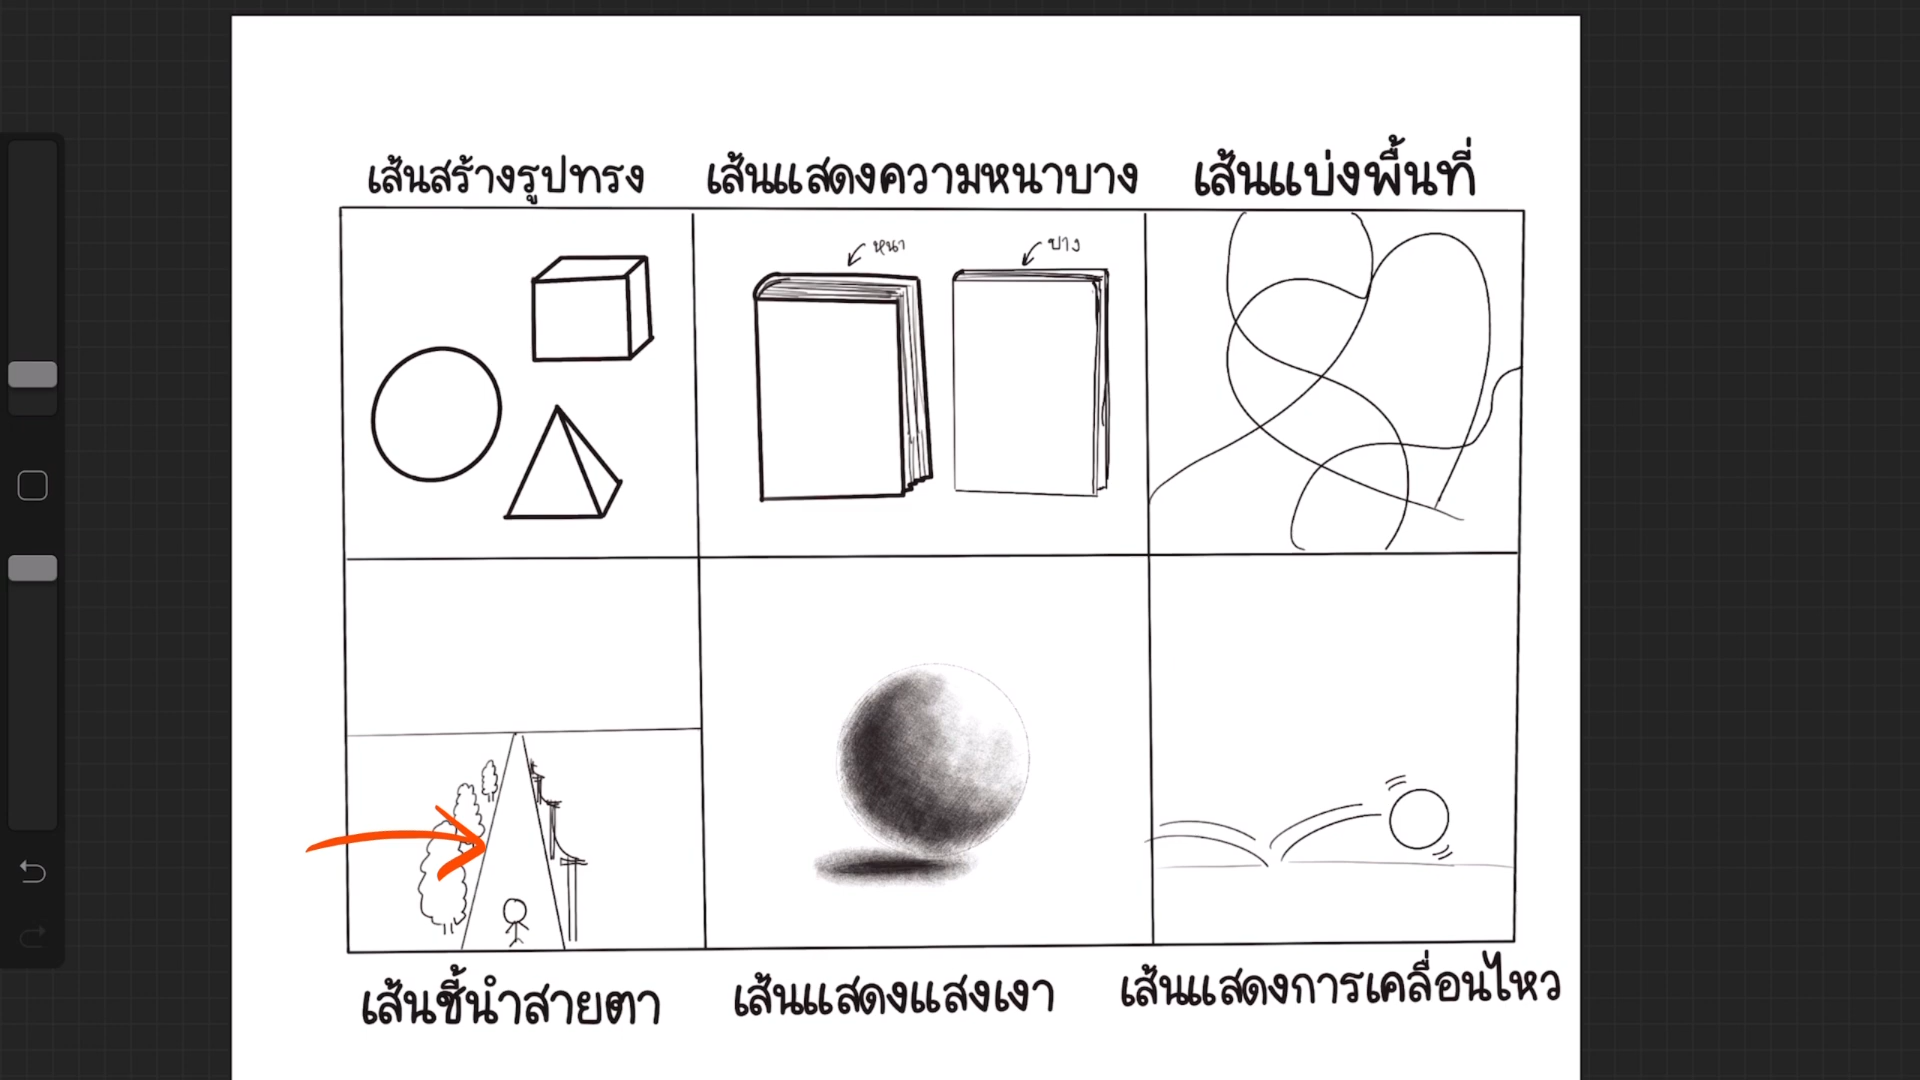 เส้นสร้างรูปทรง
เส้นแสดงความหนาบาง
เส้นแบ่งพื้นที่
หนา
บาง
เส้นชี้นำสายตา
เส้นแสดงแสงเงา
เส้นแสดงการเคลื่อนไหว